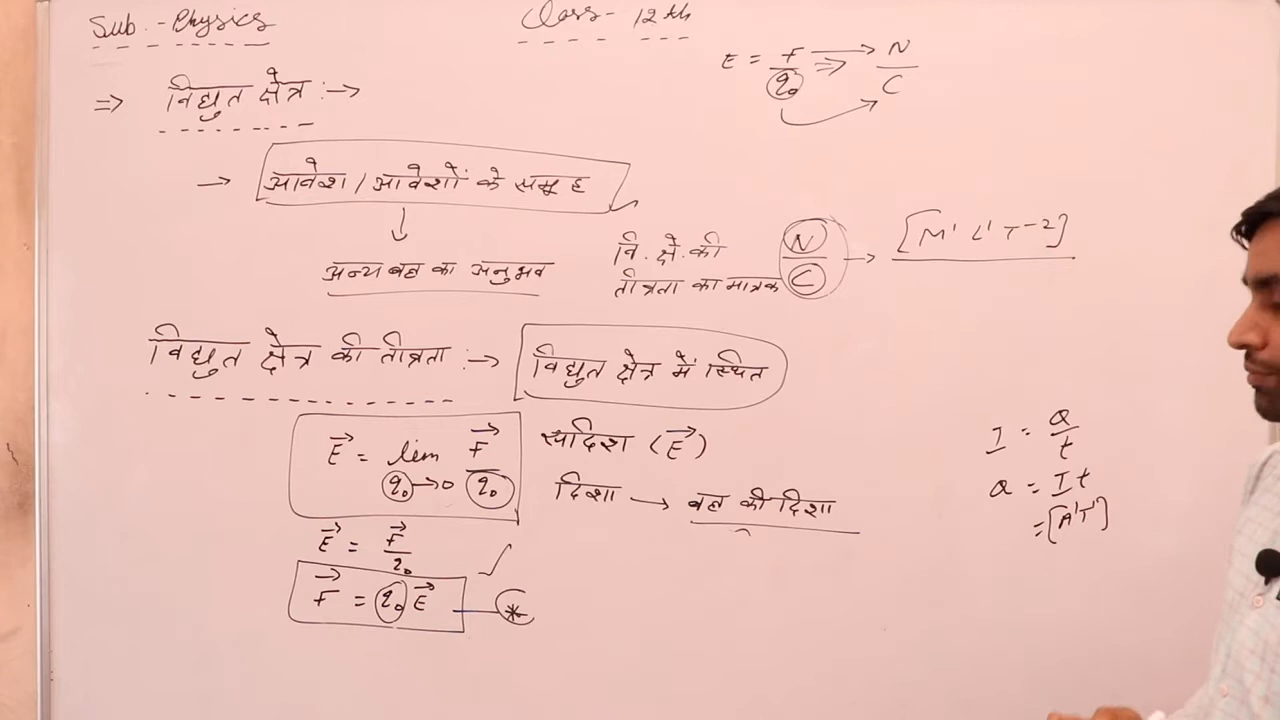 Sub. - Physics
Class - 12th
E = F/q₀ ⇒ N/C
⇒ विद्युत क्षेत्र :→
→ आवेश / आवेशों के समूह
↓
अन्य बल का अनुभव
वि. क्षे. की
तीव्रता का मात्रक N/C → [M¹ L¹ T⁻²]
विद्युत क्षेत्र की तीव्रता :→ विद्युत क्षेत्र में स्थित
E⃗ = lim q₀→0 F⃗/q₀
सदिश (E⃗)
दिशा → बल की दिशा
E⃗ = F⃗/q₀
F⃗ = q₀ E⃗ — *
I = Q/t
Q = It
= [A¹T¹]